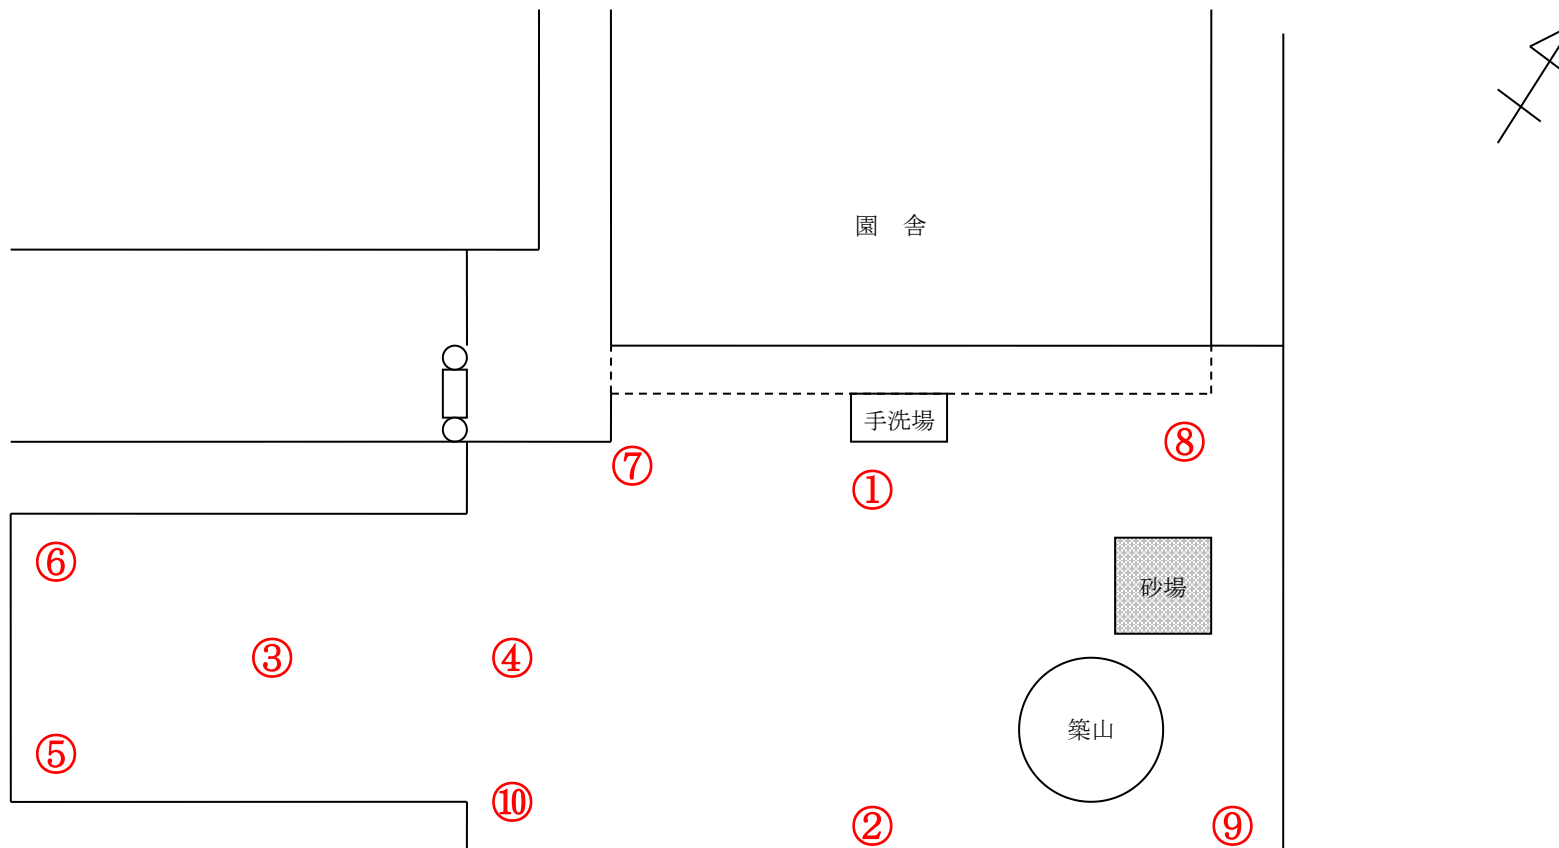 園　舎
手洗場
⑧
⑦
①
⑥
砂場
③
④
築山
⑤
⑩
②
⑨